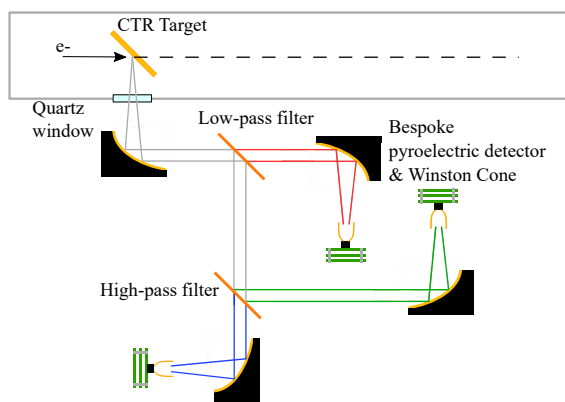 CTR Target
e-
Quartz
window
Low-pass filter
Bespoke
pyroelectric detector
& Winston Cone
High-pass filter